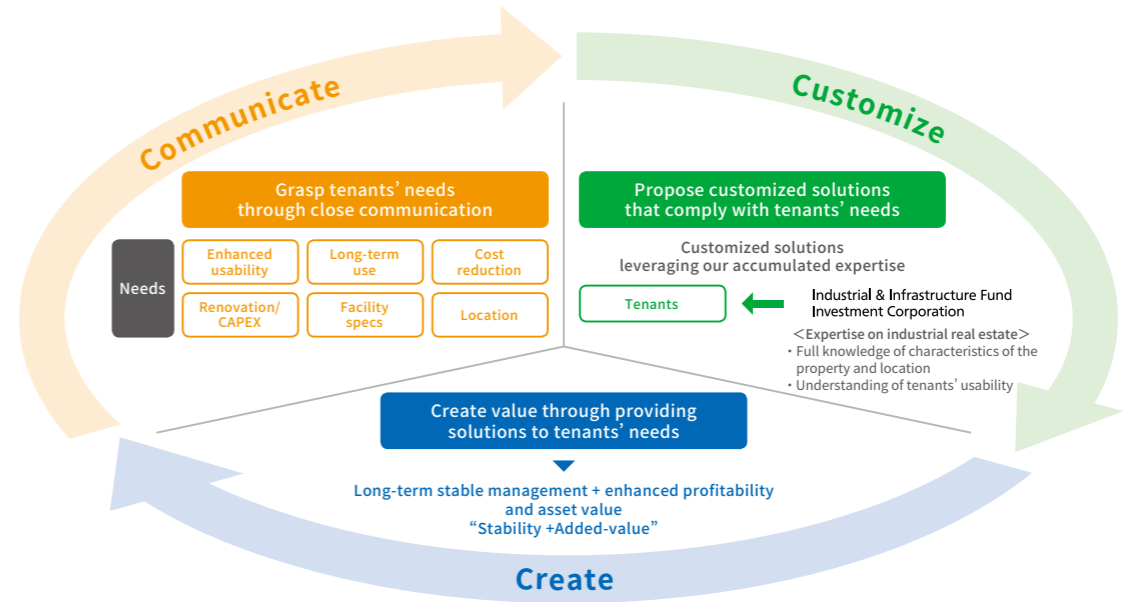 Communicate
Grasp tenants’ needs
through close communication
Needs
Enhanced
usability
Long-term
use
Cost
reduction
Renovation/
CAPEX
Facility
specs
Location
Customize
Propose customized solutions
that comply with tenants’ needs
Customized solutions
leveraging our accumulated expertise
Tenants
Industrial & Infrastructure Fund
Investment Corporation
＜Expertise on industrial real estate＞
・Full knowledge of characteristics of the
property and location
・Understanding of tenants’ usability
Create value through providing
solutions to tenants’ needs
Long-term stable management + enhanced profitability
and asset value
“Stability +Added-value”
Create